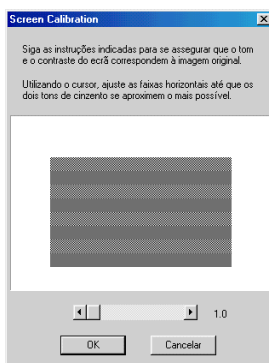 Screen Calibration
Siga as instruções indicadas para se assegurar que o tom
e o contraste do ecrã correspondem à imagem original.
Utilizando o cursor, ajuste as faixas horizontais até que os
dois tons de cinzento se aproximem o mais possível.
1.0
OK
Cancelar